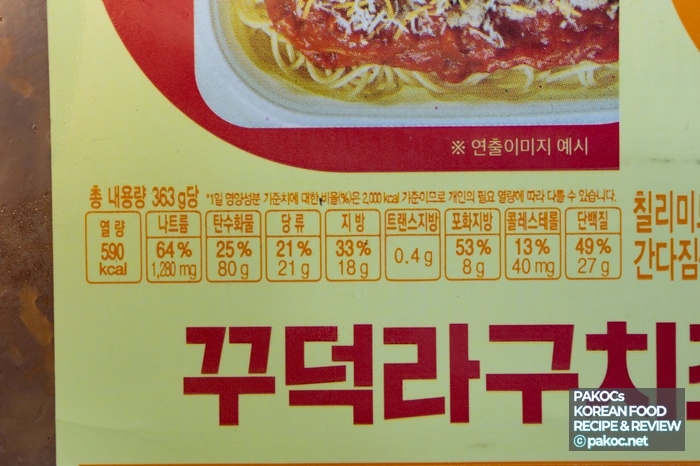 ※ 연출이미지 예시
총 내용량 363 g당 *1일 영양성분 기준치에 대한 비율(%)은 2,000 kcal 기준이므로 개인의 필요 열량에 따라 다를 수 있습니다.
열량 나트륨 탄수화물 당류 지방 트랜스지방 포화지방 콜레스테롤 단백질
590 kcal 64 % 25 % 21 % 33 % 0.4 g 53 % 13 % 49 %
1,280 mg 80 g 21 g 18 g 8 g 40 mg 27 g
칠리미
간다짐
꾸덕라구치즈
PAKOCs
KOREAN FOOD
RECIPE & REVIEW
ⓒ pakoc.net